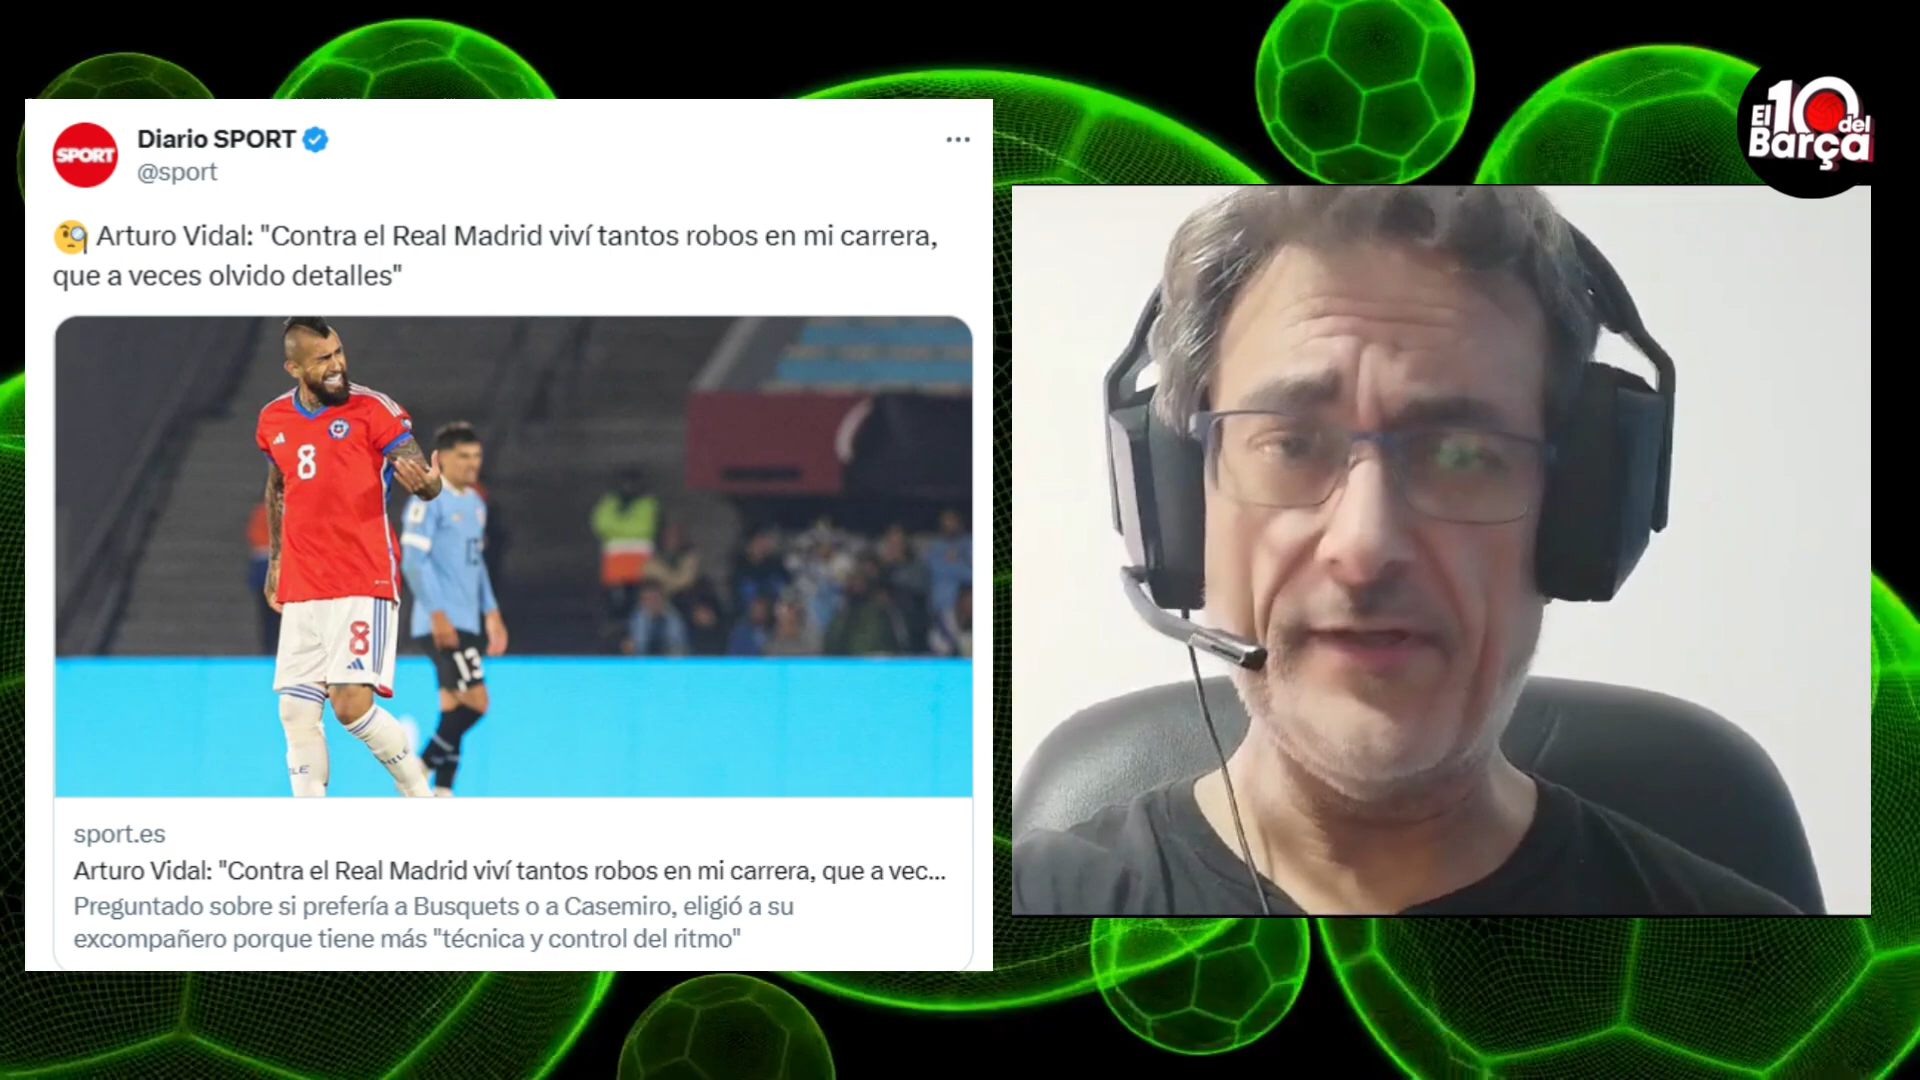 Diario SPORT
@sport
SPORT
Arturo Vidal: "Contra el Real Madrid viví tantos robos en mi carrera,
que a veces olvido detalles"
8
8
13
sport.es
Arturo Vidal: "Contra el Real Madrid viví tantos robos en mi carrera, que a vec...
Preguntado sobre si prefería a Busquets o a Casemiro, eligió a su
excompañero porque tiene más "técnica y control del ritmo"
El 10 del
Barça